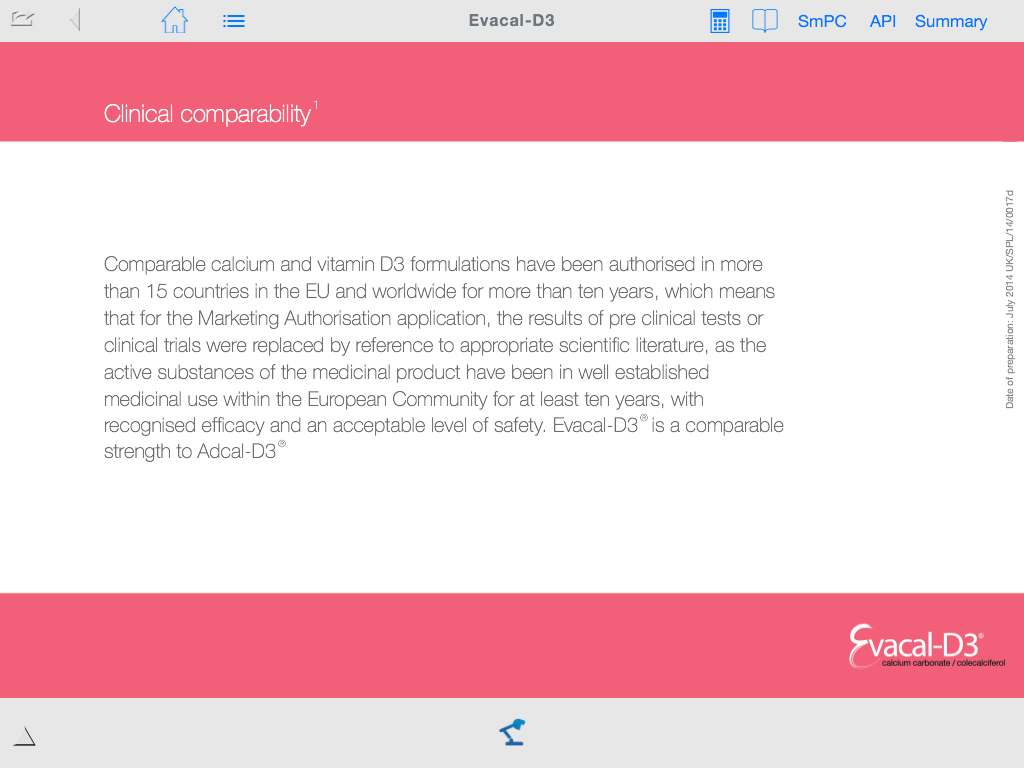 Evacal-D3
SmPC API Summary
Clinical comparability1
Comparable calcium and vitamin D3 formulations have been authorised in more
than 15 countries in the EU and worldwide for more than ten years, which means
that for the Marketing Authorisation application, the results of pre clinical tests or
clinical trials were replaced by reference to appropriate scientific literature, as the
active substances of the medicinal product have been in well established
medicinal use within the European Community for at least ten years, with
recognised efficacy and an acceptable level of safety. Evacal-D3® is a comparable
strength to Adcal-D3®
Date of preparation: July 2014 UK/SPL/14/0017d
Evacal-D3®
calcium carbonate / colecalciferol